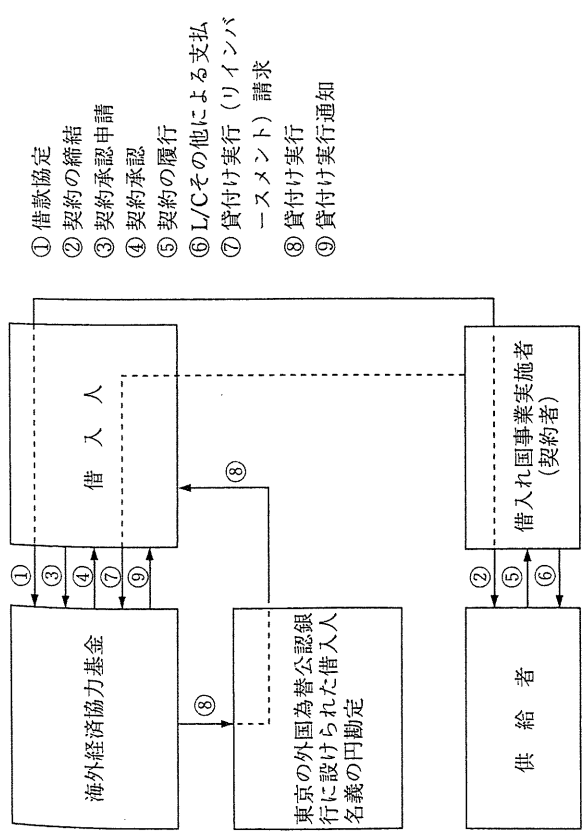 ① 借款協定
② 契約の締結
③ 契約承認申請
④ 契約承認
⑤ 契約の履行
⑥ L/Cその他による支払
⑦ 貸付け実行(リインバ
ースメント)請求
⑧ 貸付け実行
⑨ 貸付け実行通知
海外経済協力基金
①
③
④
⑦
⑨
借入人
⑧
⑧
東京の外国為替公認銀
行に設けられた借入人
名義の円勘定
供給者
②
⑤
⑥
借入れ国事業実施者
(契約者)